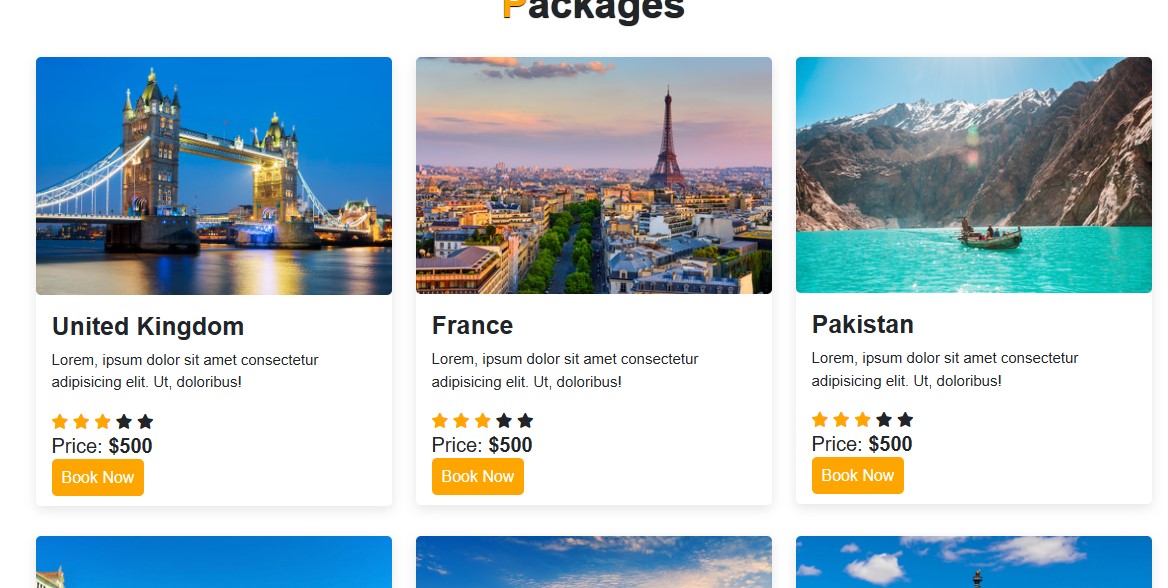 Packages
United Kingdom
Lorem, ipsum dolor sit amet consectetur
adipisicing elit. Ut, doloribus!
Price: $500
Book Now
France
Lorem, ipsum dolor sit amet consectetur
adipisicing elit. Ut, doloribus!
Price: $500
Book Now
Pakistan
Lorem, ipsum dolor sit amet consectetur
adipisicing elit. Ut, doloribus!
Price: $500
Book Now